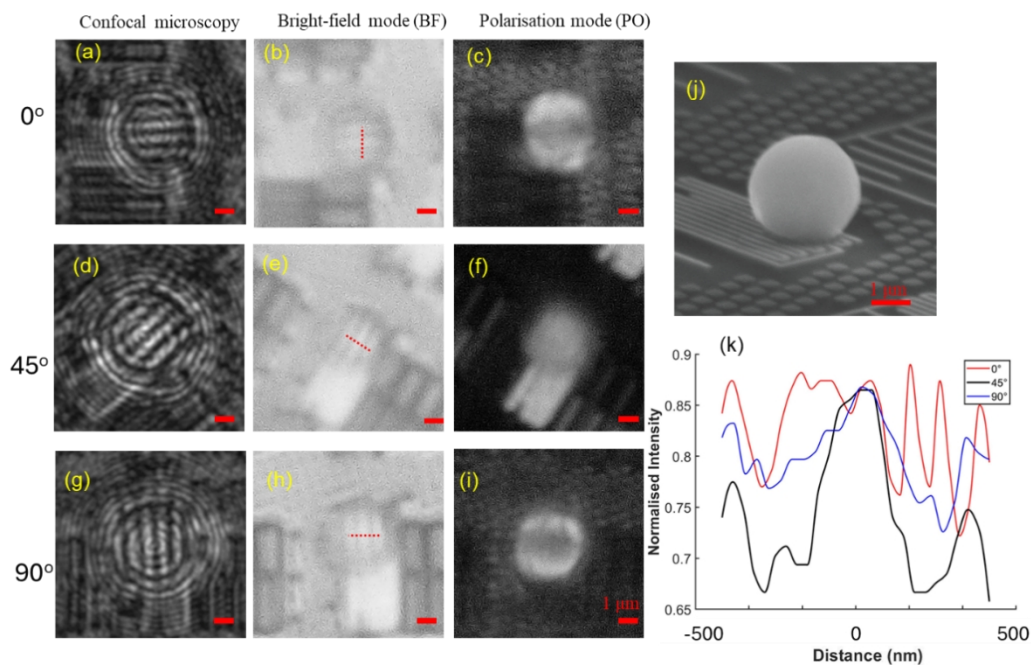 Confocal microscopy
Bright-field mode (BF)
Polarisation mode (PO)
0°
(a)
(b)
(c)
(j)
1 μm
45°
(d)
(e)
(f)
90°
(g)
(h)
(i)
1 μm
(k)
0.9
0.85
0.8
0.75
0.7
0.65
Normalised Intensity
0°
45°
90°
-500
0
500
Distance (nm)